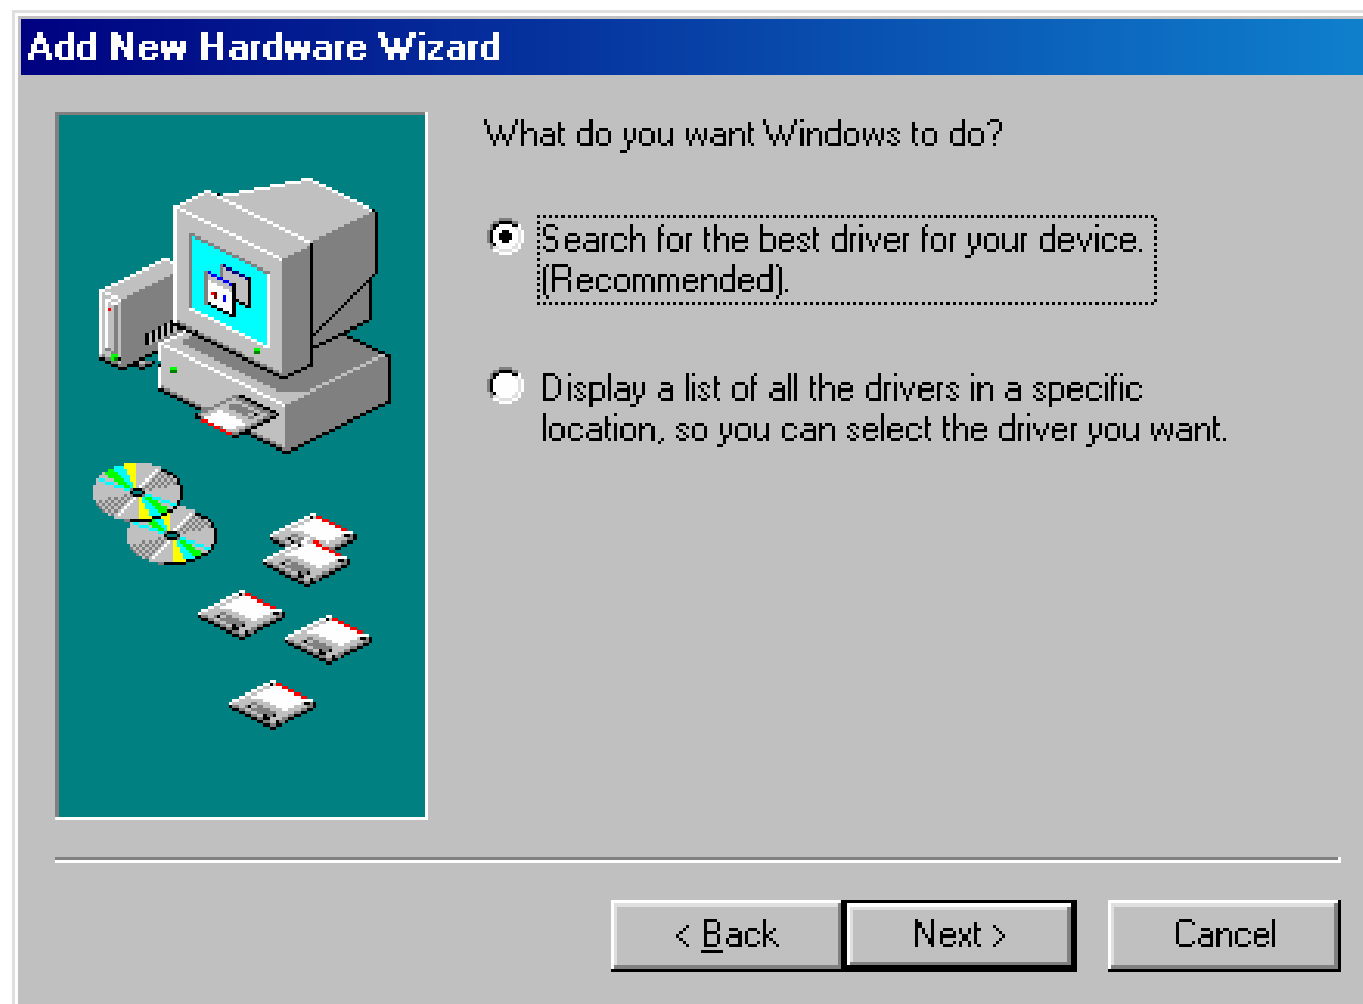 Add New Hardware Wizard
What do you want Windows to do?
Search for the best driver for your device.
(Recommended).
Display a list of all the drivers in a specific
location, so you can select the driver you want.
< Back
Next >
Cancel